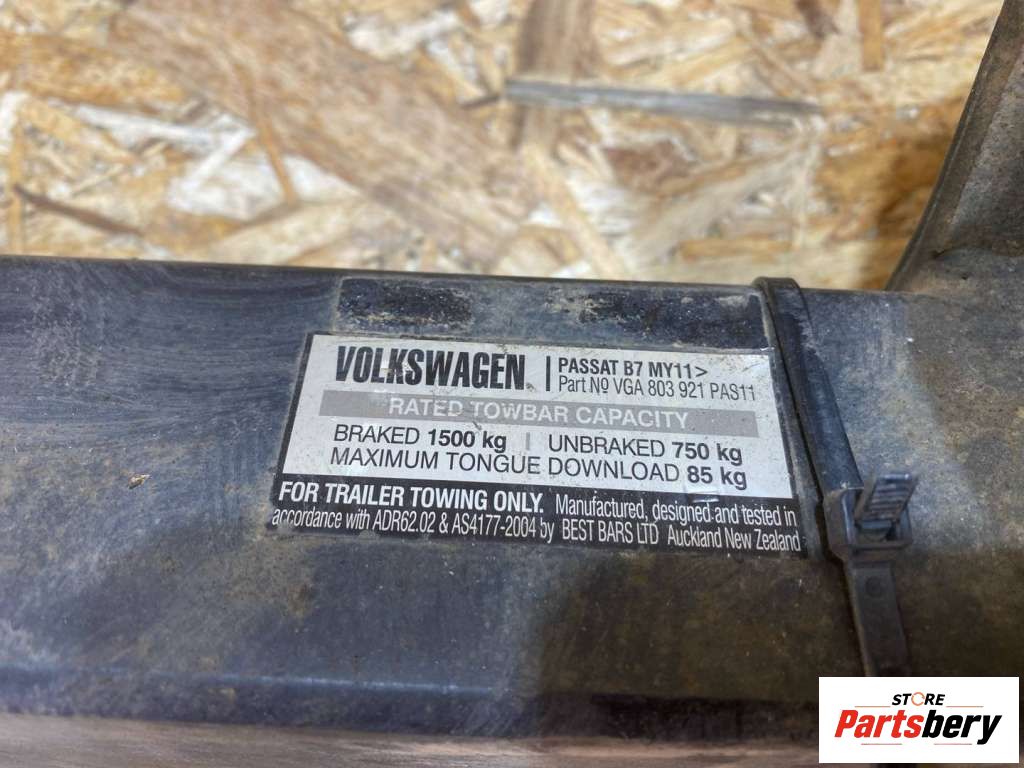 VOLKSWAGEN | PASSAT B7 MY11>
Part Nº VGA 803 921 PAS11
RATED TOWBAR CAPACITY
BRAKED 1500 kg | UNBRAKED 750 kg
MAXIMUM TONGUE DOWNLOAD 85 kg
FOR TRAILER TOWING ONLY. Manufactured, designed and tested in
accordance with ADR62.02 & AS4177-2004 by BEST BARS LTD Auckland New Zealand
STORE
Partsbery